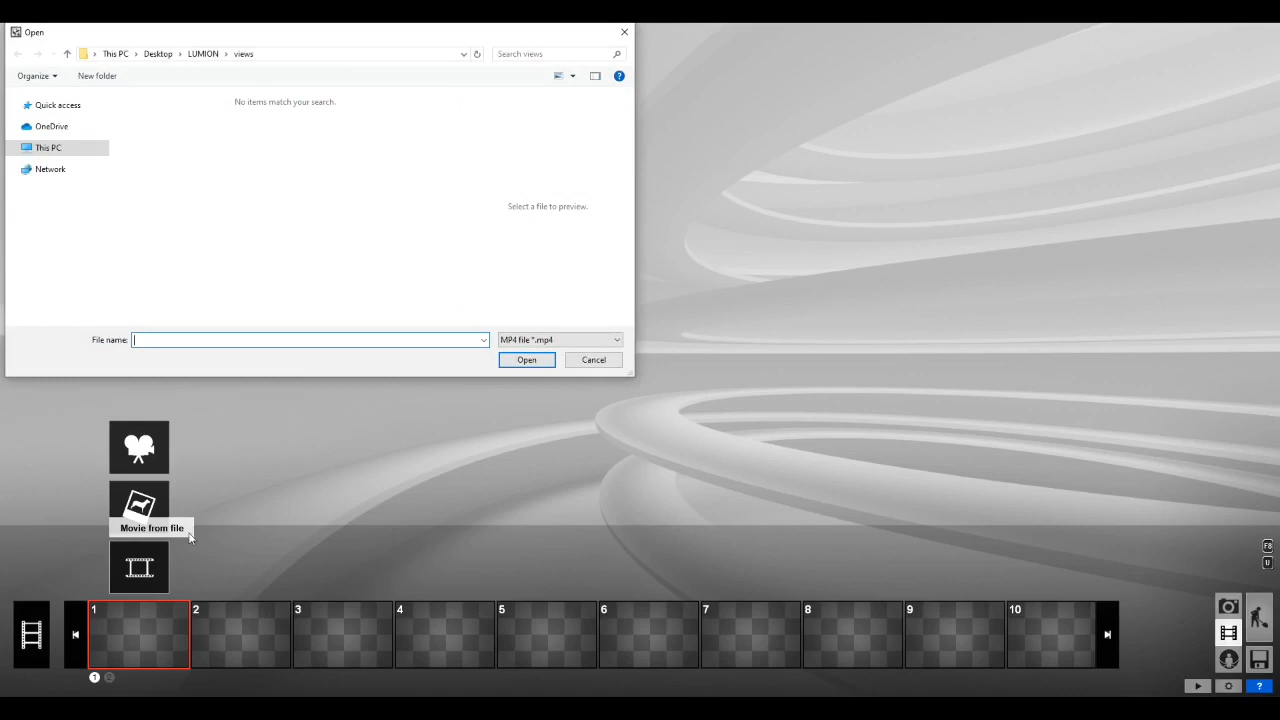 Open
This PC
Desktop
LUMION
views
Search views
Organize
New folder
?
Quick access
OneDrive
This PC
Network
No items match your search.
Select a file to preview.
File name:
MP4 file *.mp4
Open
Cancel
Movie from file
F8
U
1 2 3 4 5 6 7 8 9 10
1 2
?